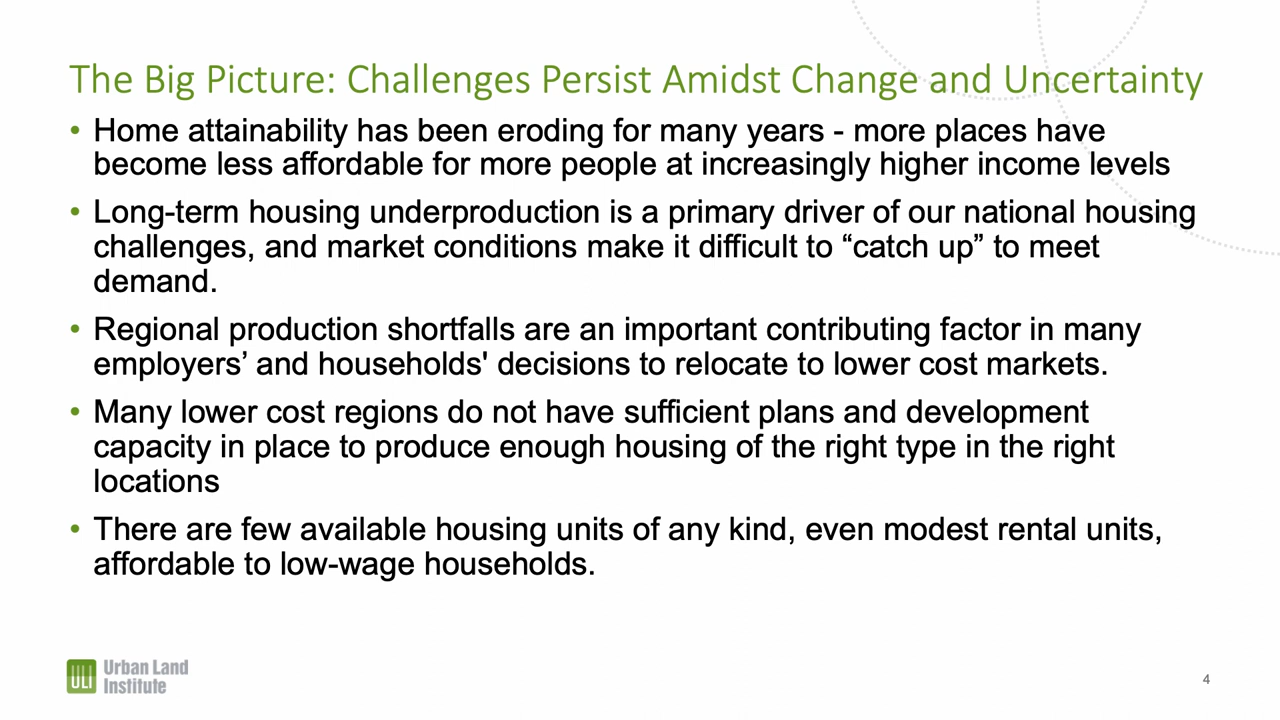 The Big Picture: Challenges Persist Amidst Change and Uncertainty
• Home attainability has been eroding for many years - more places have
become less affordable for more people at increasingly higher income levels
• Long-term housing underproduction is a primary driver of our national housing
challenges, and market conditions make it difficult to “catch up” to meet
demand.
• Regional production shortfalls are an important contributing factor in many
employers’ and households' decisions to relocate to lower cost markets.
• Many lower cost regions do not have sufficient plans and development
capacity in place to produce enough housing of the right type in the right
locations
• There are few available housing units of any kind, even modest rental units,
affordable to low-wage households.
ULI Urban Land
Institute
4